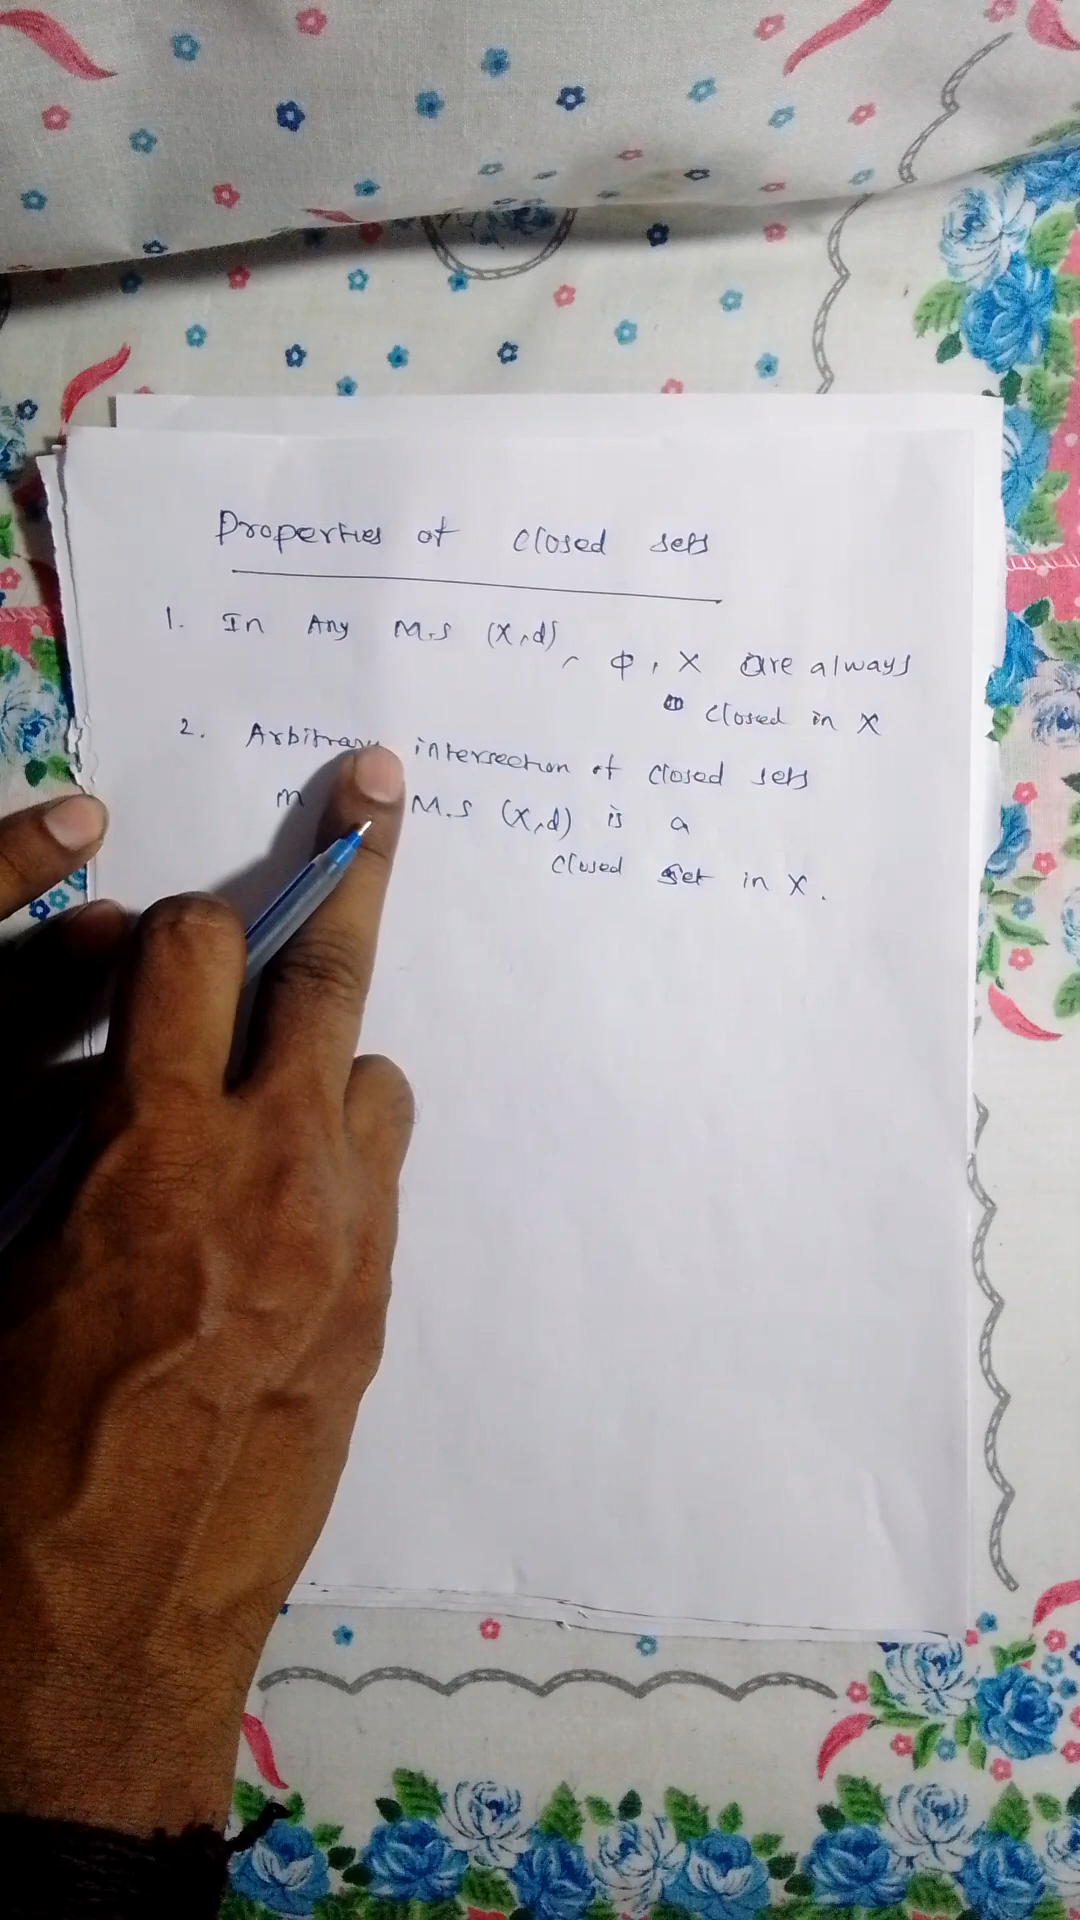 Properties of closed sets
1. In Any M.S (X,d), φ, X are always
closed in X
2. Arbitrary intersection of closed sets
in M.S (X,d) is a
closed set in X.